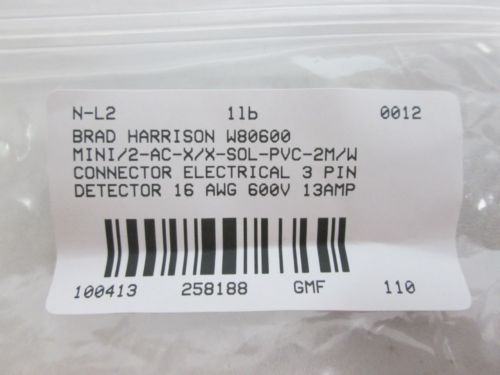 N-L2 1lb 0012
BRAD HARRISON W80600
MINI/2-AC-X/X-SOL-PVC-2M/W
CONNECTOR ELECTRICAL 3 PIN
DETECTOR 16 AWG 600V 13AMP
100413 258188 GMF 110